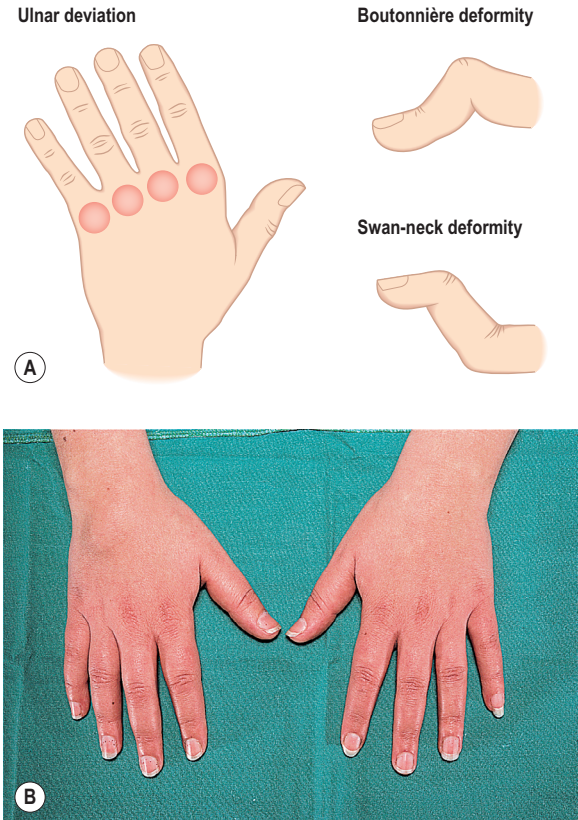 Ulnar deviation
Boutonnière deformity
Swan-neck deformity
A
B